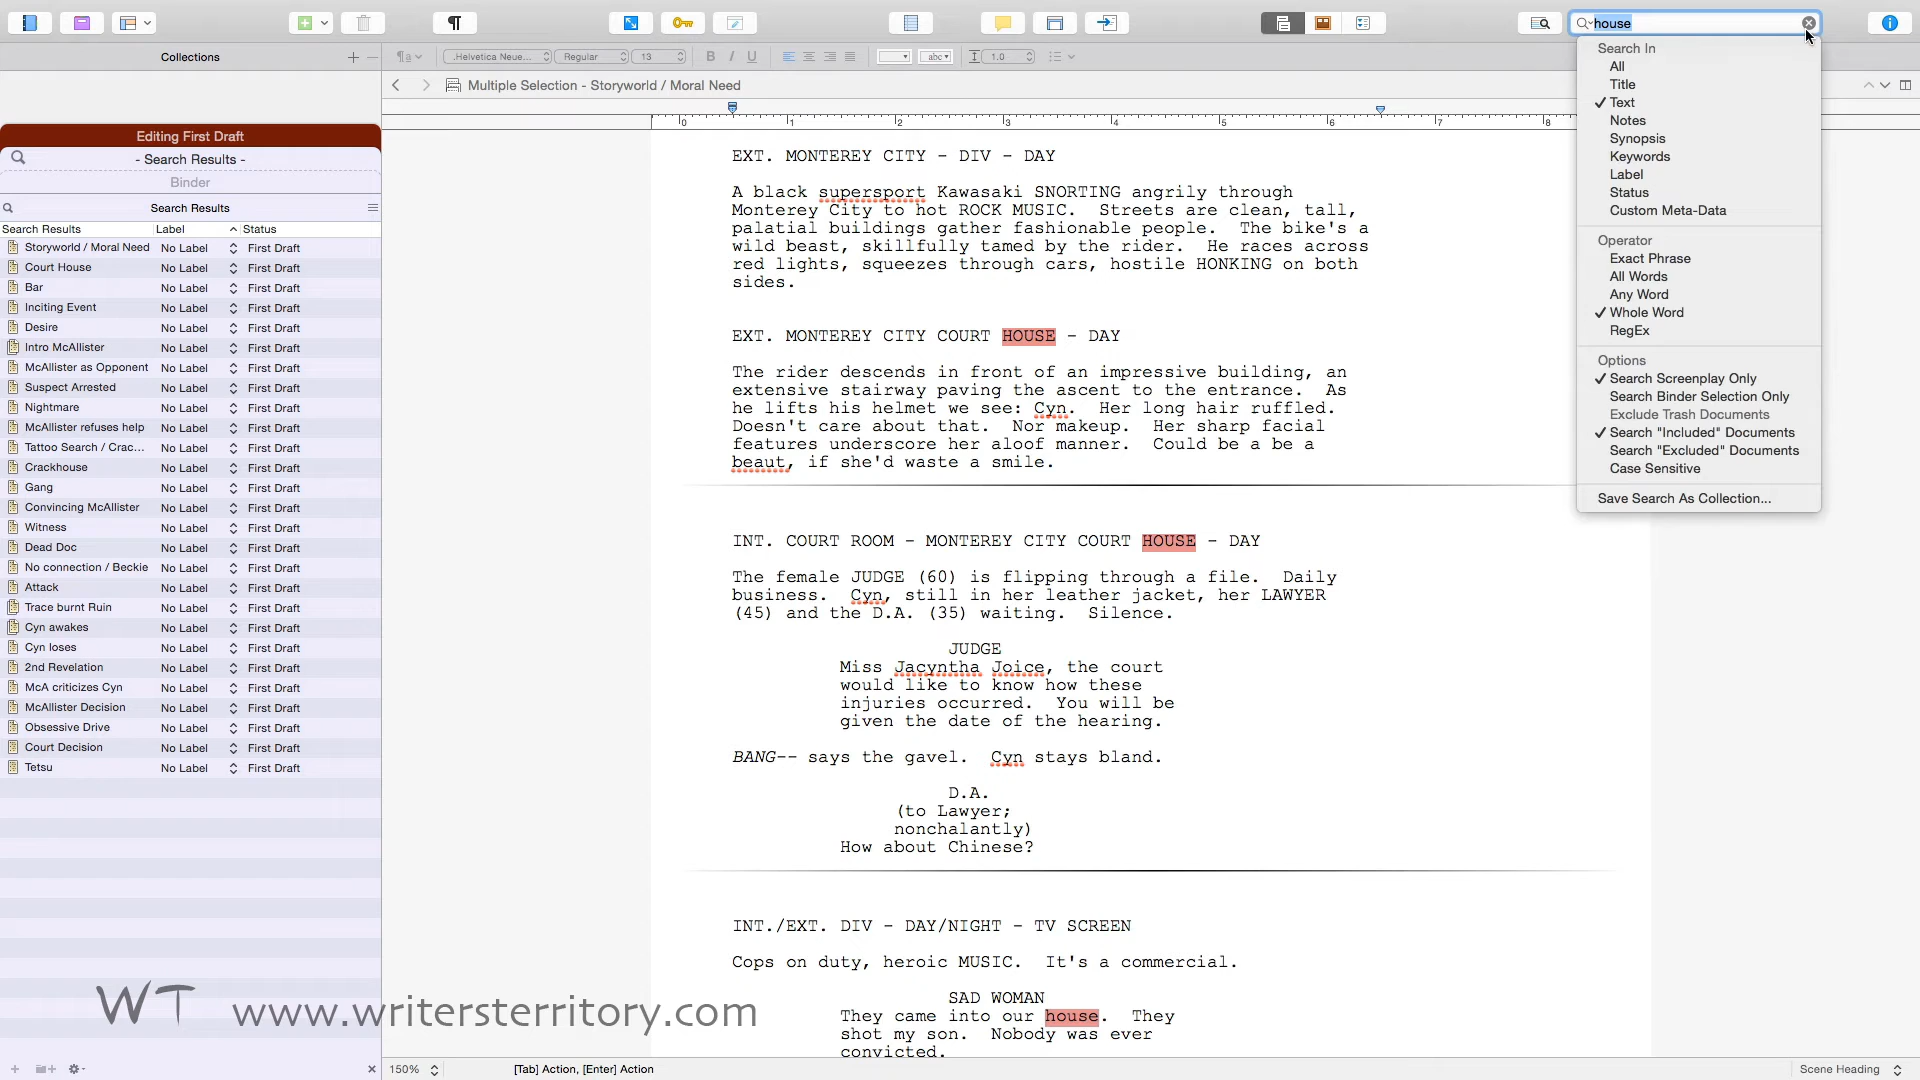 house
Collections
.Helvetica Neue...
Regular
13
B I U
abc
1.0
Search In
All
Title
✓ Text
Notes
Synopsis
Keywords
Label
Status
Custom Meta-Data
Operator
Exact Phrase
All Words
Any Word
✓ Whole Word
RegEx
Options
✓ Search Screenplay Only
Search Binder Selection Only
Exclude Trash Documents
✓ Search "Included" Documents
Search "Excluded" Documents
Case Sensitive
Save Search As Collection...
Multiple Selection - Storyworld / Moral Need
0 1 2 3 4 5 6 7 8
Editing First Draft
- Search Results -
Binder
Search Results
Search Results Label Status
Storyworld / Moral Need No Label First Draft
Court House No Label First Draft
Bar No Label First Draft
Inciting Event No Label First Draft
Desire No Label First Draft
Intro McAllister No Label First Draft
McAllister as Opponent No Label First Draft
Suspect Arrested No Label First Draft
Nightmare No Label First Draft
McAllister refuses help No Label First Draft
Tattoo Search / Crac... No Label First Draft
Crackhouse No Label First Draft
Gang No Label First Draft
Convincing McAllister No Label First Draft
Witness No Label First Draft
Dead Doc No Label First Draft
No connection / Beckie No Label First Draft
Attack No Label First Draft
Trace burnt Ruin No Label First Draft
Cyn awakes No Label First Draft
Cyn loses No Label First Draft
2nd Revelation No Label First Draft
McA criticizes Cyn No Label First Draft
McAllister Decision No Label First Draft
Obsessive Drive No Label First Draft
Court Decision No Label First Draft
Tetsu No Label First Draft
EXT. MONTEREY CITY - DIV - DAY
A black supersport Kawasaki SNORTING angrily through
Monterey City to hot ROCK MUSIC. Streets are clean, tall,
palatial buildings gather fashionable people. The bike's a
wild beast, skillfully tamed by the rider. He races across
red lights, squeezes through cars, hostile HONKING on both
sides.
EXT. MONTEREY CITY COURT HOUSE - DAY
The rider descends in front of an impressive building, an
extensive stairway paving the ascent to the entrance. As
he lifts his helmet we see: Cyn. Her long hair ruffled.
Doesn't care about that. Nor makeup. Her sharp facial
features underscore her aloof manner. Could be a be a
beaut, if she'd waste a smile.
INT. COURT ROOM - MONTEREY CITY COURT HOUSE - DAY
The female JUDGE (60) is flipping through a file. Daily
business. Cyn, still in her leather jacket, her LAWYER
(45) and the D.A. (35) waiting. Silence.
JUDGE
Miss Jacyntha Joice, the court
would like to know how these
injuries occurred. You will be
given the date of the hearing.
BANG-- says the gavel. Cyn stays bland.
D.A.
(to Lawyer;
nonchalantly)
How about Chinese?
INT./EXT. DIV - DAY/NIGHT - TV SCREEN
Cops on duty, heroic MUSIC. It's a commercial.
SAD WOMAN
They came into our house. They
shot my son. Nobody was ever
convicted.
WT www.writersterritory.com
150%
[Tab] Action, [Enter] Action
Scene Heading